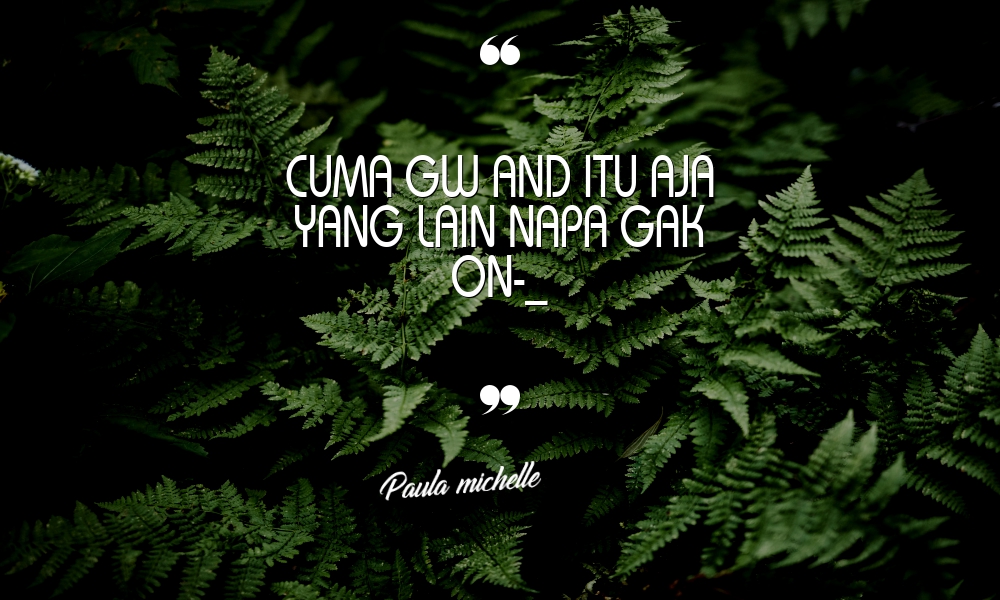 ❝
CUMA GW AND ITU AJA
YANG LAIN NAPA GAK
ON-_
❞
Paula michelle